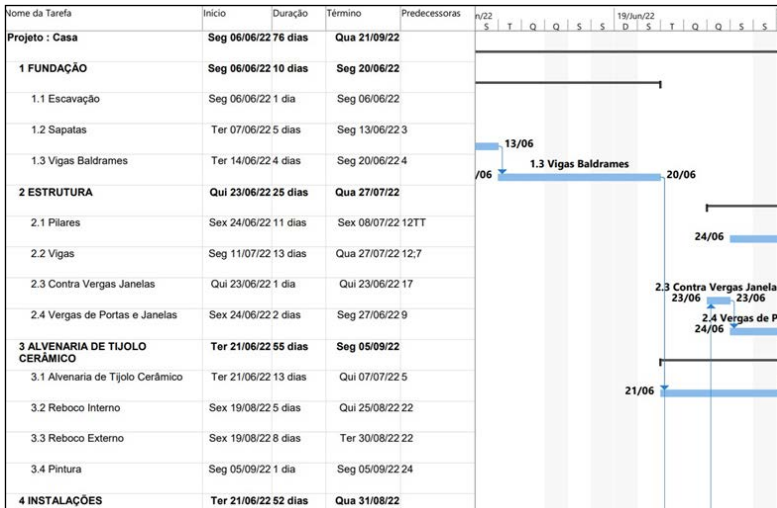 Nome da Tarefa Início Duração Término Predecessoras n/22 19/Jun/22
S T Q Q S S D S T Q Q S S
Projeto : Casa Seg 06/06/22 76 dias Qua 21/09/22
1 FUNDAÇÃO Seg 06/06/22 10 dias Seg 20/06/22
1.1 Escavação Seg 06/06/22 1 dia Seg 06/06/22
1.2 Sapatas Ter 07/06/22 5 dias Seg 13/06/22 3 13/06
1.3 Vigas Baldrames Ter 14/06/22 4 dias Seg 20/06/22 4 /06 1.3 Vigas Baldrames 20/06
2 ESTRUTURA Qui 23/06/22 25 dias Qua 27/07/22
2.1 Pilares Sex 24/06/22 11 dias Sex 08/07/22 12TT 24/06
2.2 Vigas Seg 11/07/22 13 dias Qua 27/07/22 12;7
2.3 Contra Vergas Janelas Qui 23/06/22 1 dia Qui 23/06/22 17 2.3 Contra Vergas Janela
23/06 23/06
2.4 Vergas de Portas e Janelas Sex 24/06/22 2 dias Seg 27/06/22 9 2.4 Vergas de P
24/06
3 ALVENARIA DE TIJOLO CERÂMICO Ter 21/06/22 55 dias Seg 05/09/22
3.1 Alvenaria de Tijolo Cerâmico Ter 21/06/22 13 dias Qui 07/07/22 5 21/06
3.2 Reboco Interno Sex 19/08/22 5 dias Qui 25/08/22 22
3.3 Reboco Externo Sex 19/08/22 8 dias Ter 30/08/22 22
3.4 Pintura Seg 05/09/22 1 dia Seg 05/09/22 24
4 INSTALAÇÕES Ter 21/06/22 52 dias Qua 31/08/22